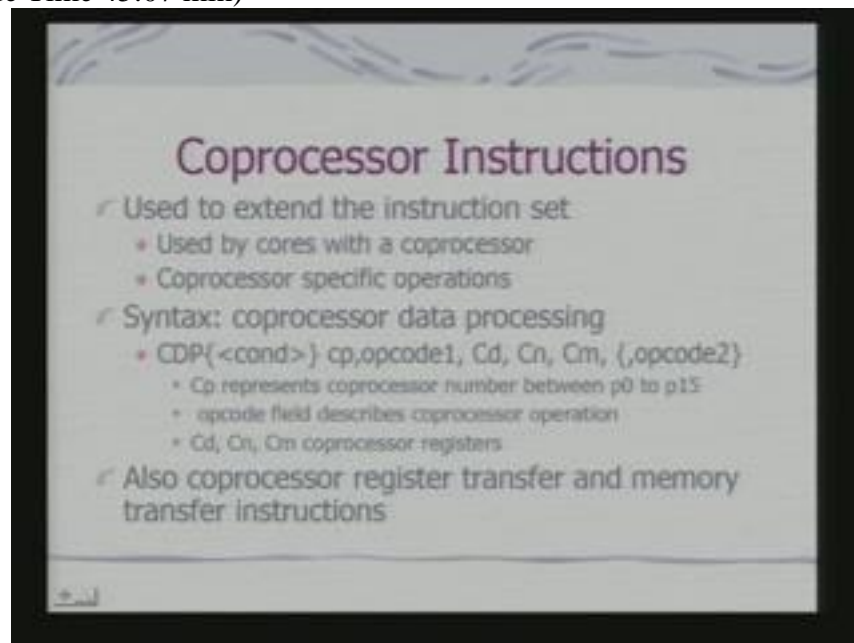 Coprocessor Instructions
Used to extend the instruction set
Used by cores with a coprocessor
Coprocessor specific operations
Syntax: coprocessor data processing
CDP{<cond>} cp,opcode1, Cd, Cn, Cm, {,opcode2}
Cp represents coprocessor number between p0 to p15
opcode field describes coprocessor operation
Cd, Cn, Cm coprocessor registers
Also coprocessor register transfer and memory
transfer instructions